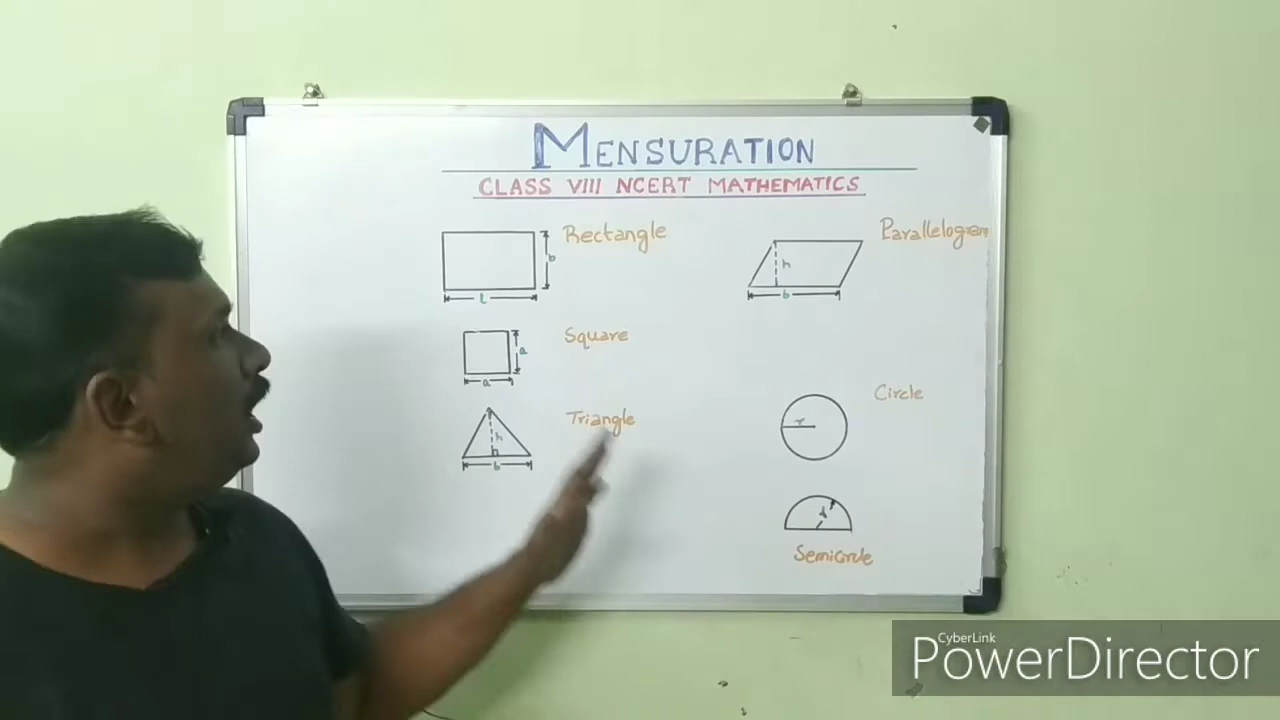 MENSURATION
CLASS VIII NCERT MATHEMATICS
Rectangle
b
l
Parallelogram
h
b
Square
a
a
Triangle
h
b
Circle
r
Semicircle
CyberLink
PowerDirector